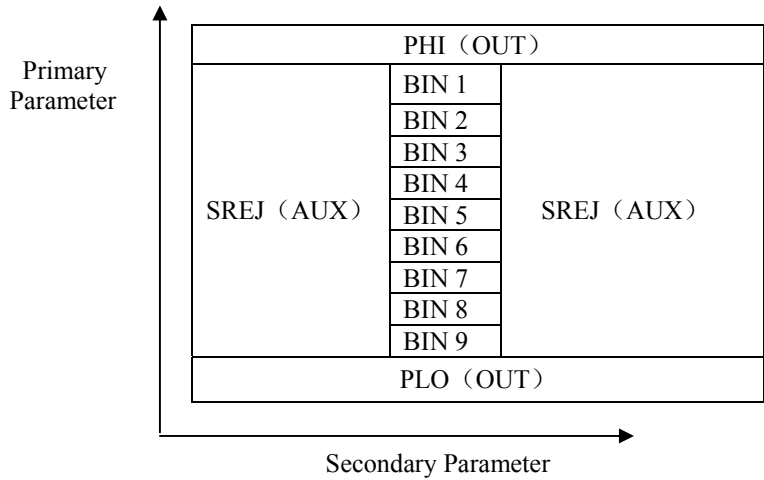 PHI（OUT）
Primary
Parameter
BIN 1
BIN 2
BIN 3
BIN 4
SREJ（AUX）
BIN 5
SREJ（AUX）
BIN 6
BIN 7
BIN 8
BIN 9
PLO（OUT）
Secondary Parameter